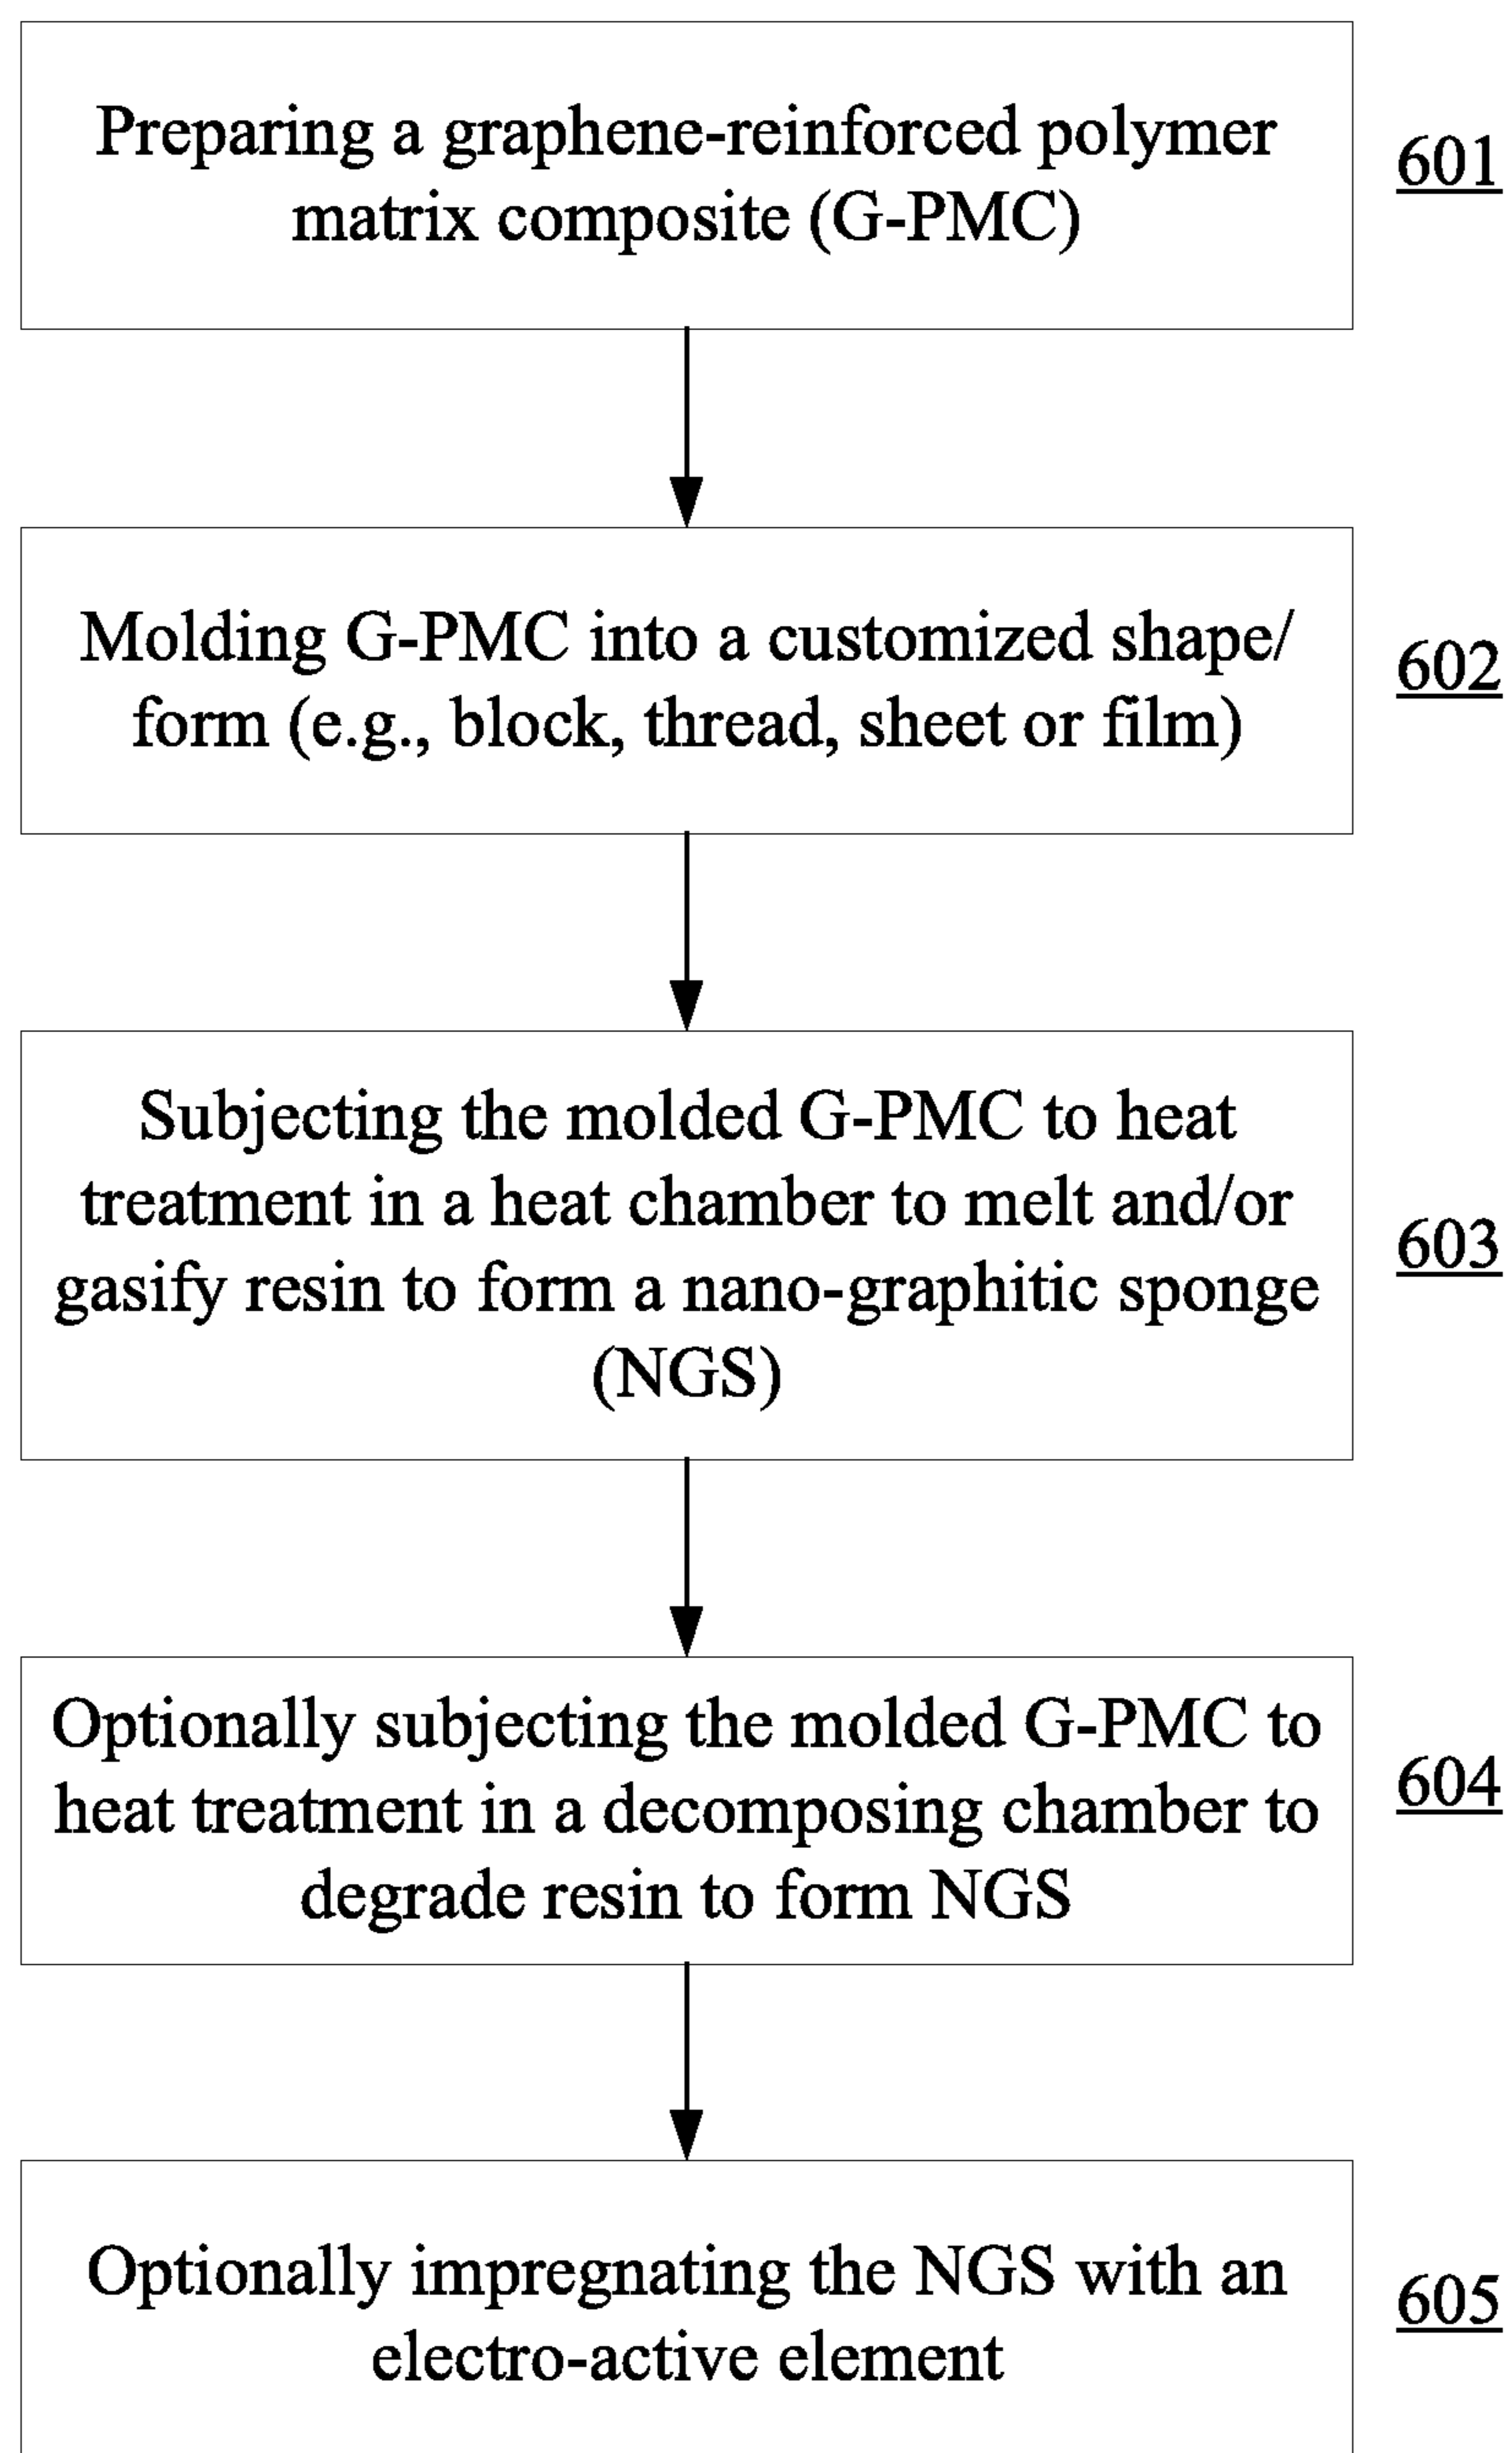 Preparing a graphene-reinforced polymer
matrix composite (G-PMC)
601
Molding G-PMC into a customized shape/
form (e.g., block, thread, sheet or film)
602
Subjecting the molded G-PMC to heat
treatment in a heat chamber to melt and/or
gasify resin to form a nano-graphitic sponge
(NGS)
603
Optionally subjecting the molded G-PMC to
heat treatment in a decomposing chamber to
degrade resin to form NGS
604
Optionally impregnating the NGS with an
electro-active element
605